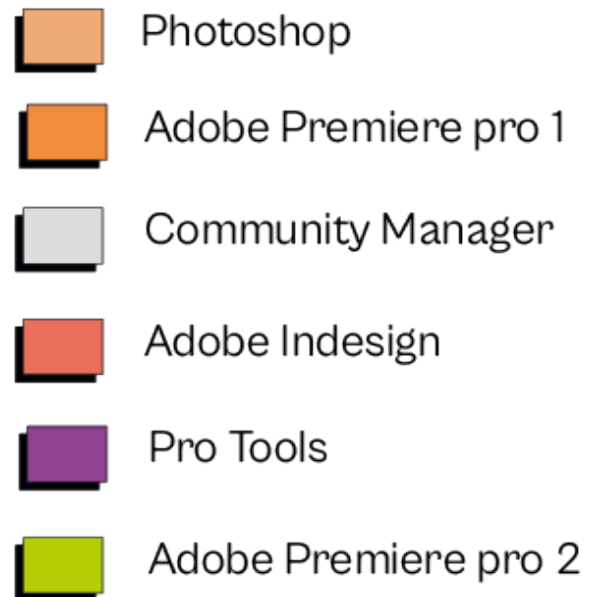 Photoshop
Adobe Premiere pro 1
Community Manager
Adobe Indesign
Pro Tools
Adobe Premiere pro 2